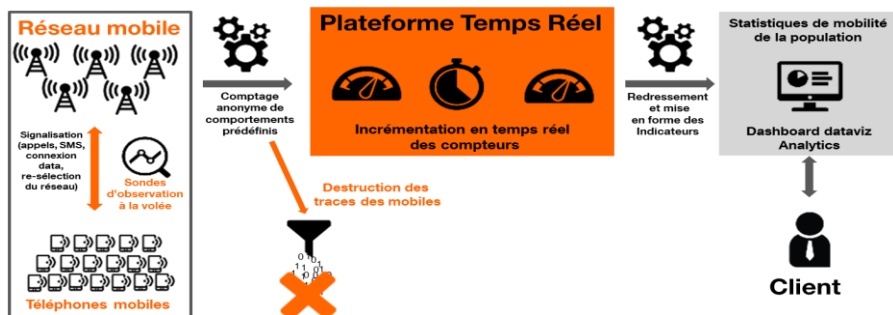 Réseau mobile
Signalisation
(appels, SMS,
connexion
data,
re-sélection
du réseau)
Sondes
d'observation
à la volée
Téléphones mobiles
Comptage
anonyme de
comportements
prédéfinis
Destruction des
traces des mobiles
Plateforme Temps Réel
Incrémentation en temps réel
des compteurs
Redressement
et mise
en forme des
Indicateurs
Statistiques de mobilité
de la population
Dashboard dataviz
Analytics
Client